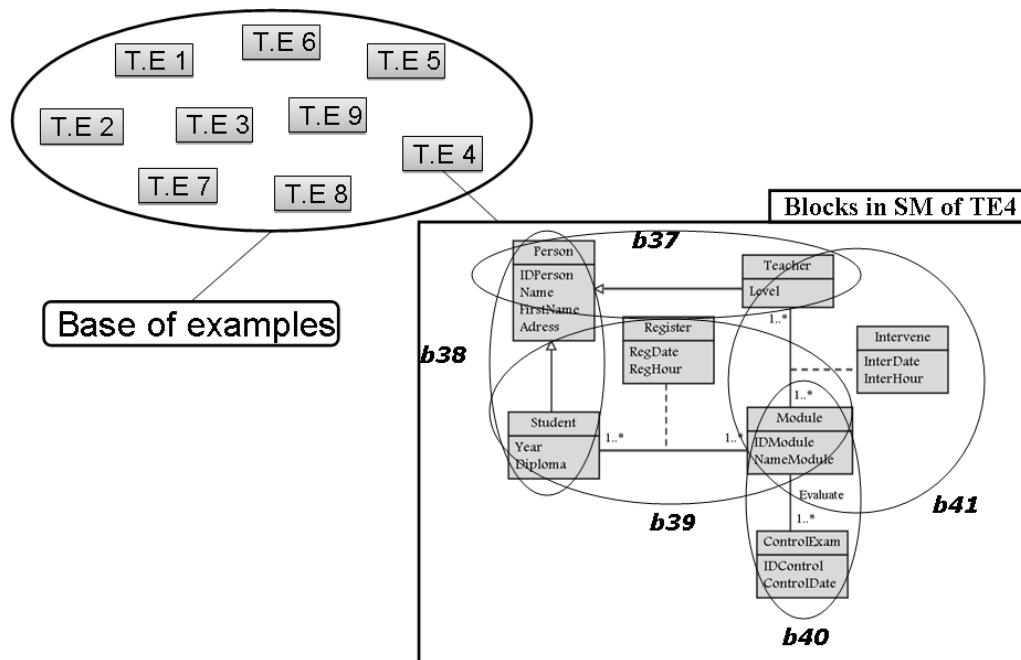 T.E 6
T.E 1
T.E 5
T.E 2
T.E 3
T.E 9
T.E 4
T.E 7
T.E 8
Base of examples
Blocks in SM of TE4
b37
Person
IDPerson
Name
FirstName
Adress
Teacher
Level
1..*
Register
RegDate
RegHour
Intervene
InterDate
InterHour
b38
1..*
Student
Year
Diploma
1..*
1..*
Module
IDModule
NameModule
Evaluate
b39
b41
1..*
ControlExam
IDControl
ControlDate
b40